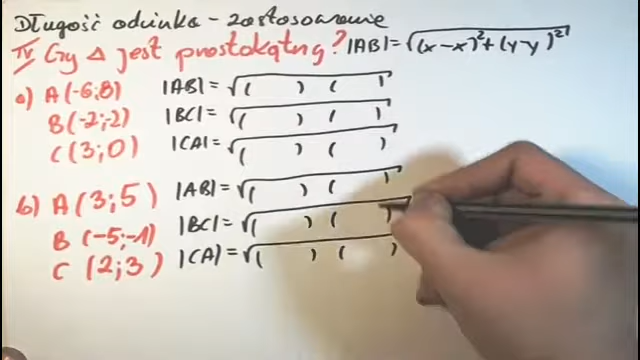 Długość odcinka - zastosowanie
IV Czy Δ jest prostokątny? |AB|=√(x-x)²+(y-y)²
a) A(-6;8) |AB|=√( ) ( )
B(-2;-2) |BC|=√( ) ( )
C(3;0) |CA|=√( ) ( )
b) A(3;5) |AB|=√( ) ( )
B(-5;-1) |BC|=√( ) ( )
C(2;3) |CA|=√( ) ( )